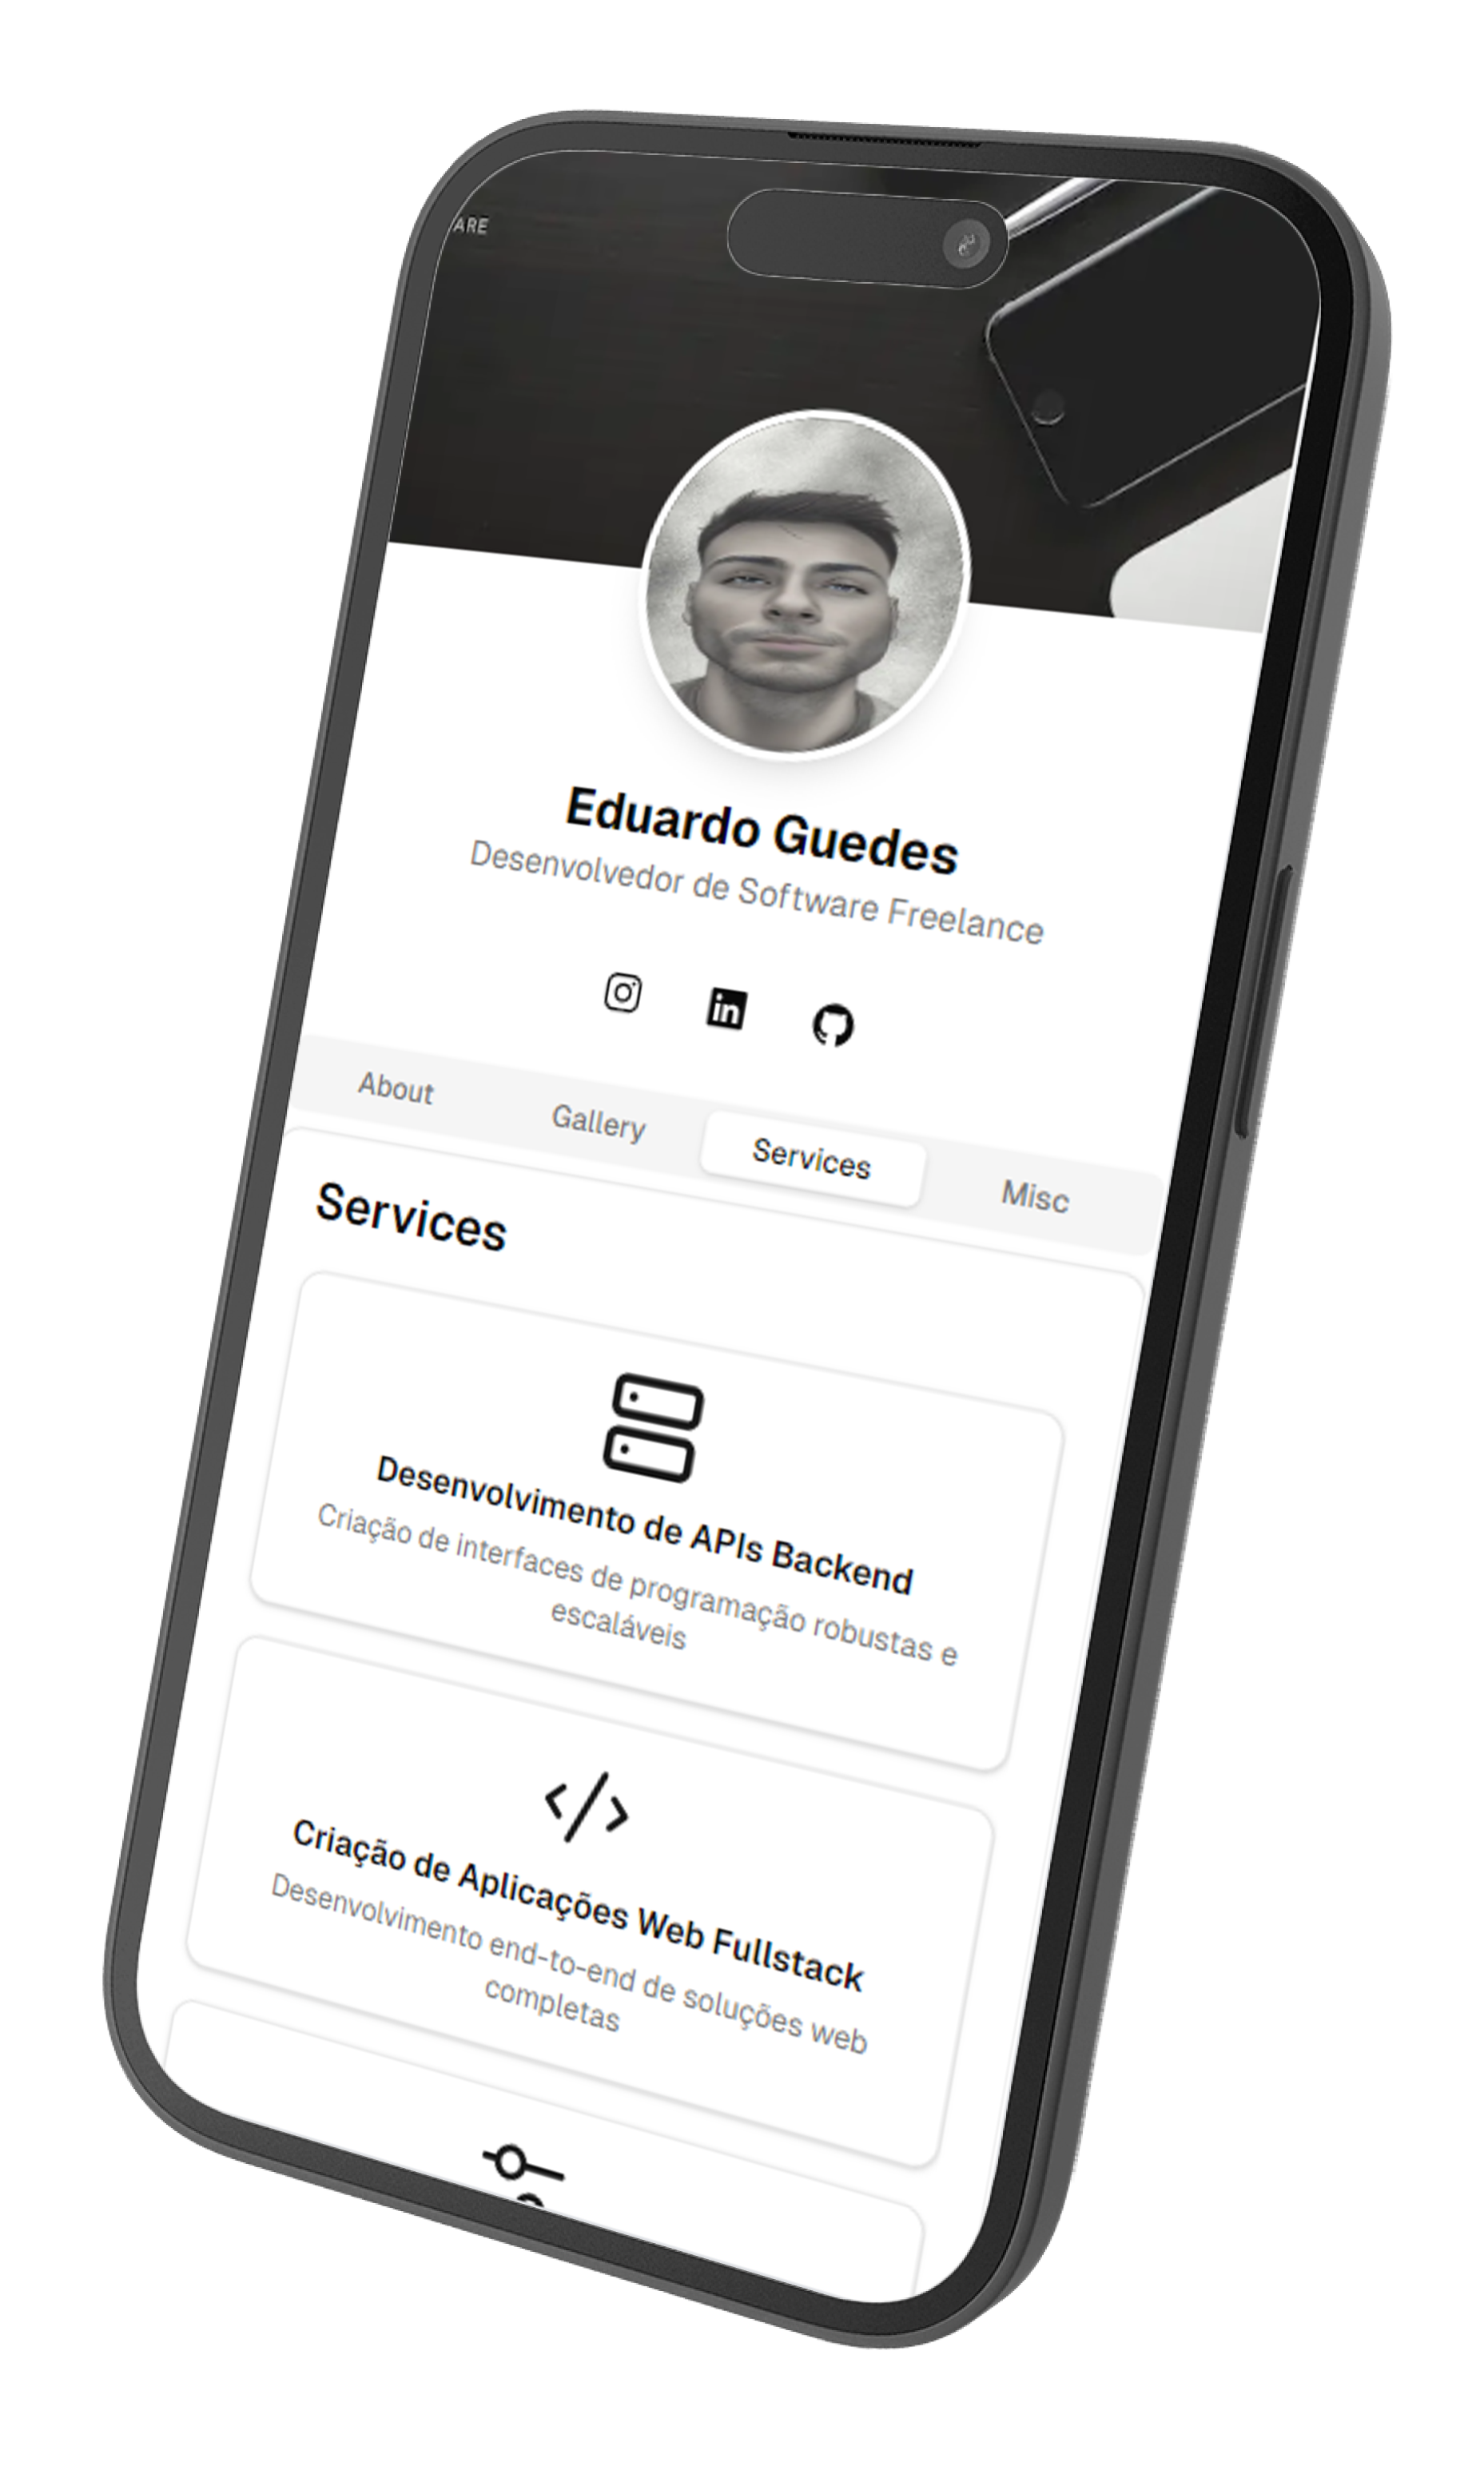 ARE
Eduardo Guedes
Desenvolvedor de Software Freelance
in
About Gallery Services Misc
Services
Desenvolvimento de APIs Backend
Criação de interfaces de programação robustas e
escaláveis
</>
Criação de Aplicações Web Fullstack
Desenvolvimento end-to-end de soluções web
completas